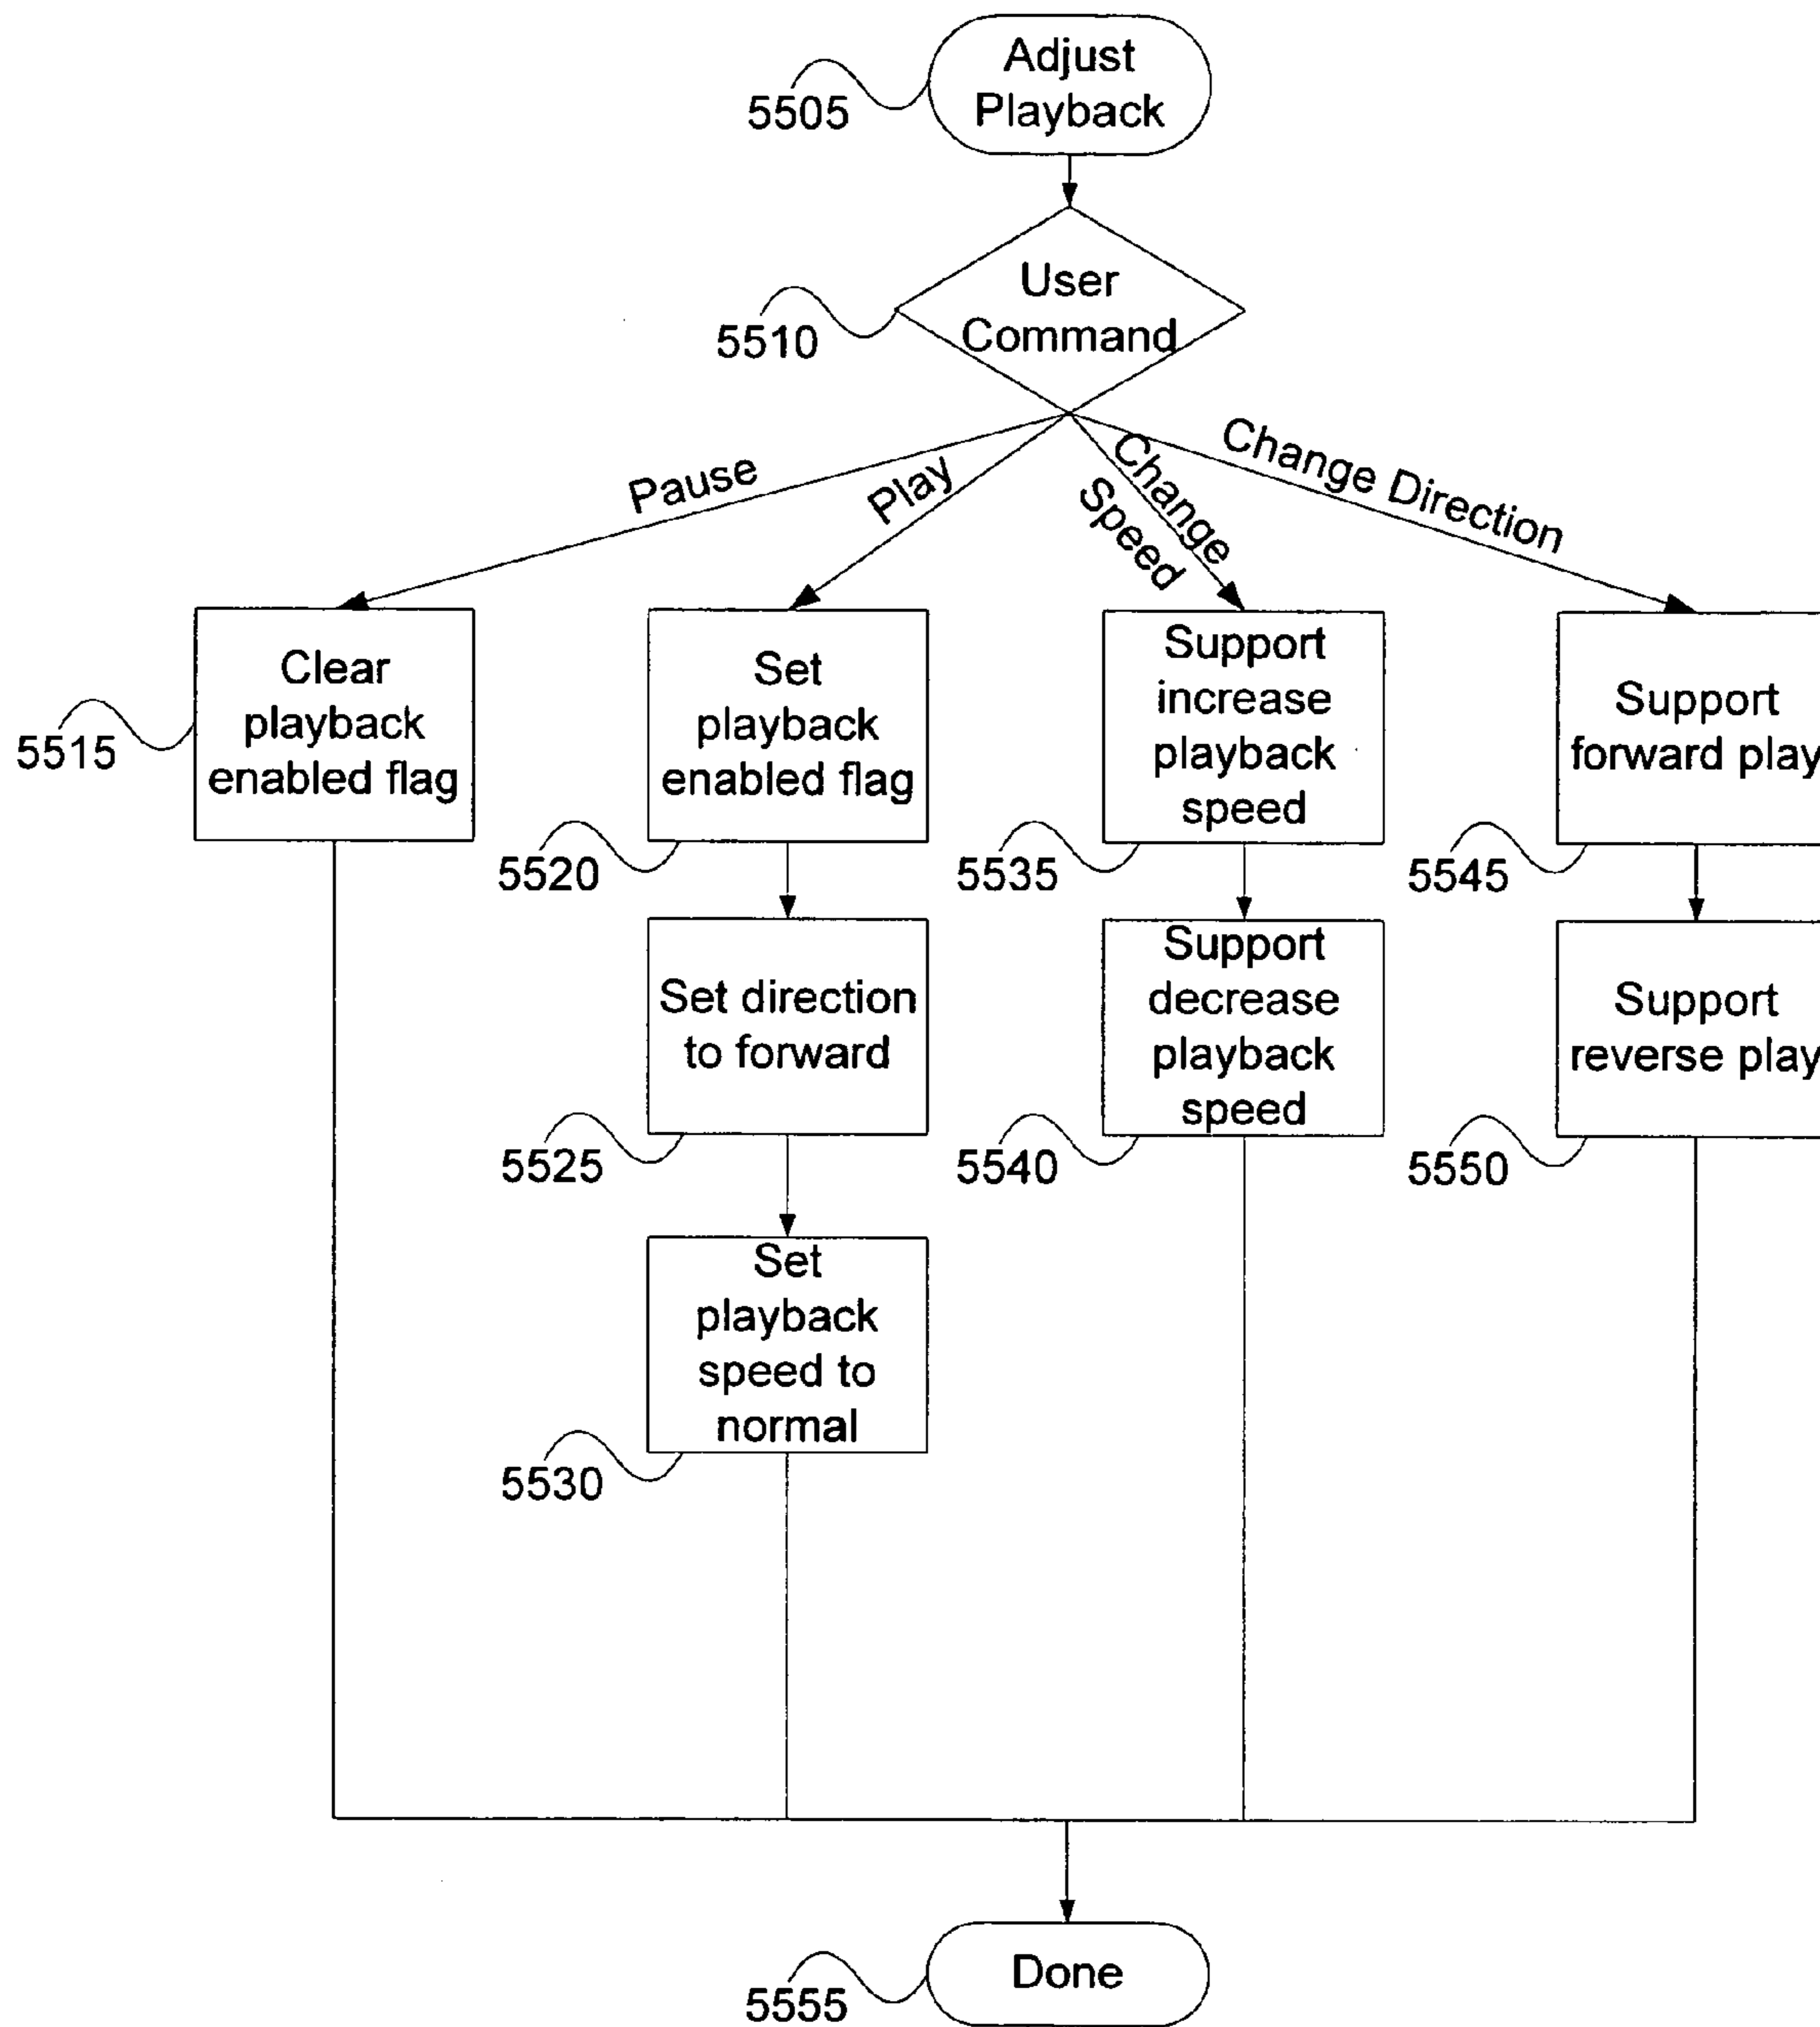 Adjust
Playback
5505
User
Command
5510
Pause
Play
Change
Speed
Change Direction
Clear
playback
enabled flag
5515
Set
playback
enabled flag
5520
Support
increase
playback
speed
5535
Support
forward play
5545
Set direction
to forward
5525
Support
decrease
playback
speed
5540
Support
reverse play
5550
Set
playback
speed to
normal
5530
Done
5555